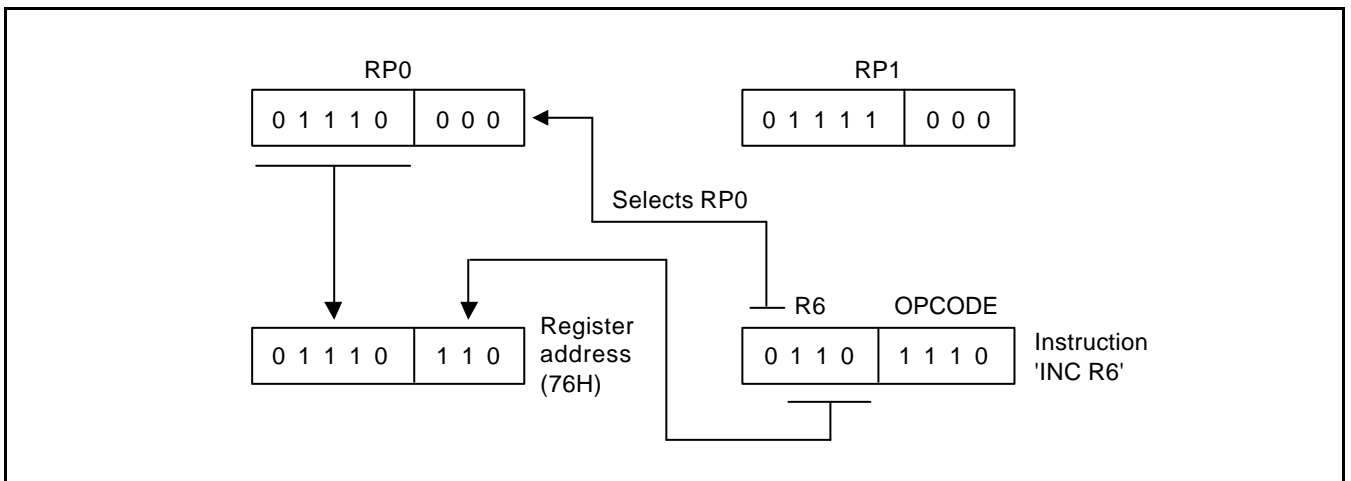 RP0
RP1
0 1 1 1 0 0 0 0
0 1 1 1 1 0 0 0
Selects RP0
R6 OPCODE
0 1 1 1 0 1 1 0
Register
address
(76H)
0 1 1 0 1 1 1 0
Instruction
'INC R6'